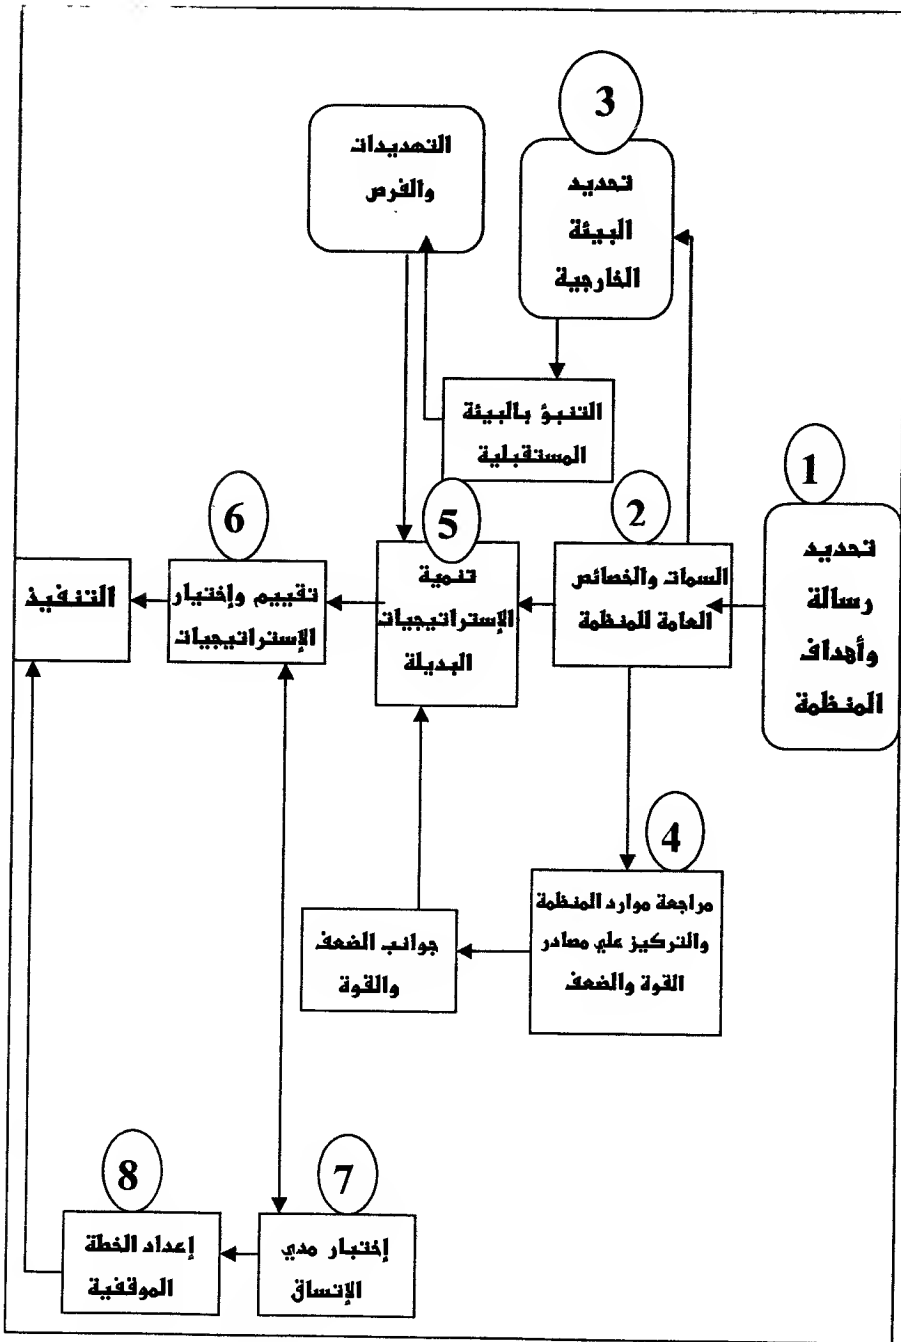 3
تحديد
البيئة
الخارجية
التهديدات
والفرص
التنبؤ بالبيئة
المستقبلية
1
تحديد
رسالة
وأهداف
المنظمة
2
السمات والخصائص
العامة للمنظمة
5
تنمية
الإستراتيجيات
البديلة
6
تقييم وإختيار
الإستراتيجيات
التنفيذ
4
مراجعة موارد المنظمة
والتركيز علي مصادر
القوة والضعف
جوانب الضعف
والقوة
7
إختبار مدي
الإتساق
8
إعداد الخطة
الموقفية